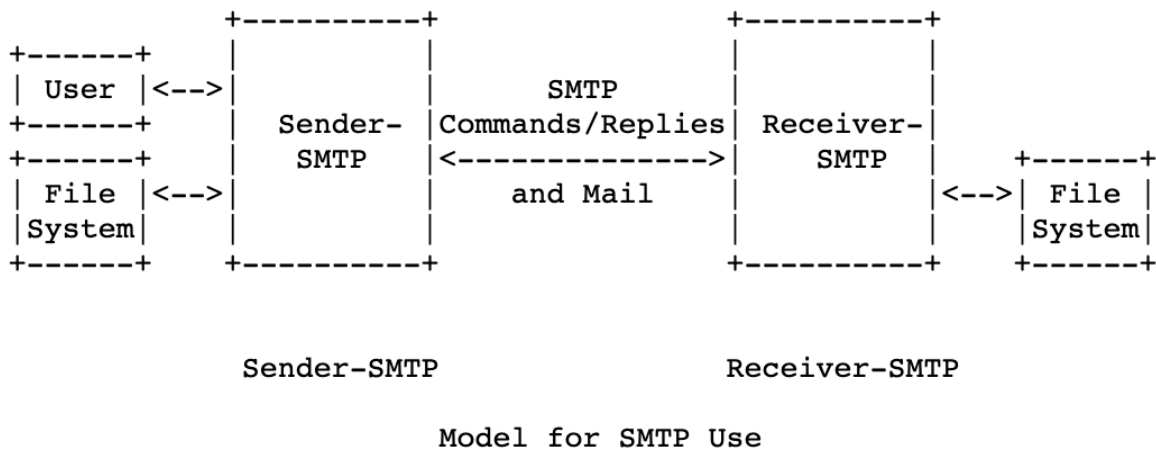 +----------+                +----------+
+------+    |          |                |          |
| User |<-->|          |      SMTP      |          |
+------+    |  Sender- |Commands/Replies| Receiver-|
+------+    |   SMTP   |<-------------->|    SMTP  |    +------+
| File |<-->|          |    and Mail    |          |<-->| File |
|System|    |          |                |          |    |System|
+------+    +----------+                +----------+    +------+
Sender-SMTP                Receiver-SMTP
Model for SMTP Use